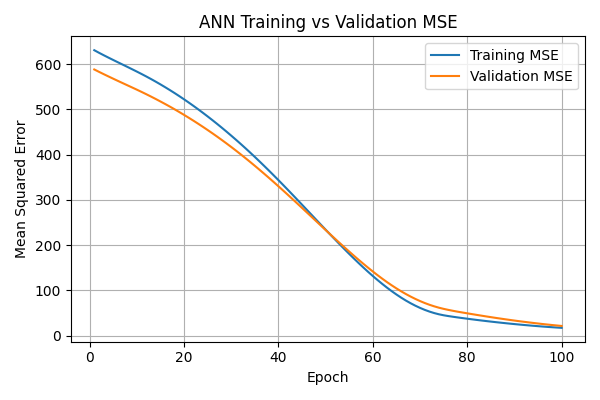 ANN Training vs Validation MSE
Training MSE
Validation MSE
Mean Squared Error
600
500
400
300
200
100
0
0 20 40 60 80 100
Epoch